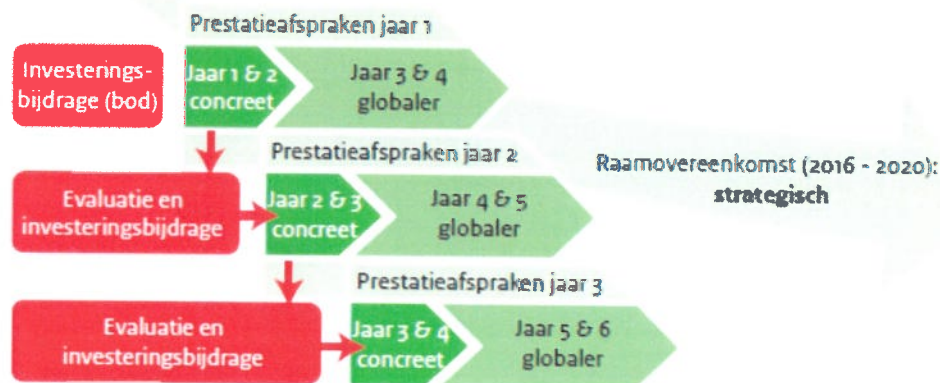 Prestatieafspraken jaar 1
Investerings-
bijdrage (bod)
Jaar 1 & 2
concreet
Jaar 3 & 4
globaler
Prestatieafspraken jaar 2
Raamovereenkomst (2016 - 2020):
strategisch
Evaluatie en
investeringsbijdrage
Jaar 2 & 3
concreet
Jaar 4 & 5
globaler
Prestatieafspraken jaar 3
Evaluatie en
investeringsbijdrage
Jaar 3 & 4
concreet
Jaar 5 & 6
globaler